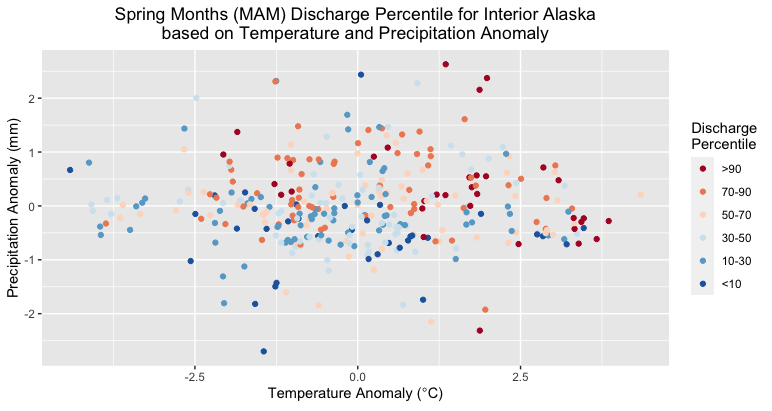 Spring Months (MAM) Discharge Percentile for Interior Alaska
based on Temperature and Precipitation Anomaly
Precipitation Anomaly (mm)
2
1
0
-1
-2
-2.5
0.0
2.5
Temperature Anomaly (°C)
Discharge
Percentile
>90
70-90
50-70
30-50
10-30
<10